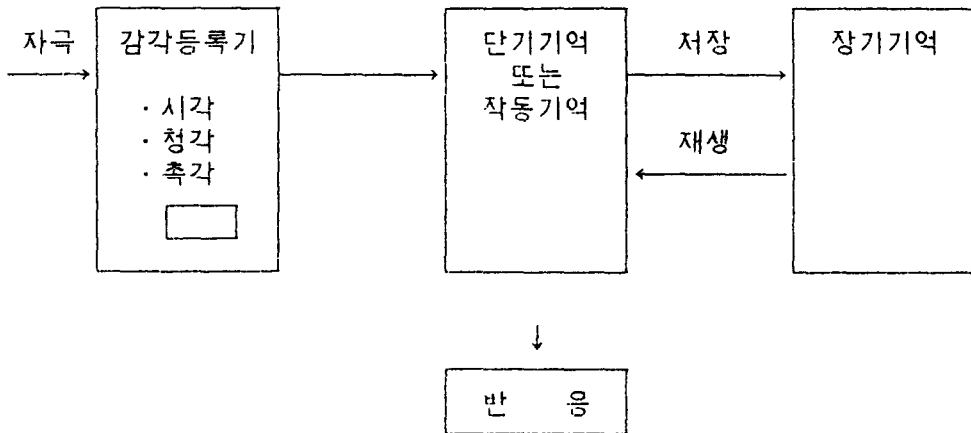 자극
감각등록기
· 시각
· 청각
· 촉각
단기기억
또는
작동기억
저장
재생
장기기억
반 응